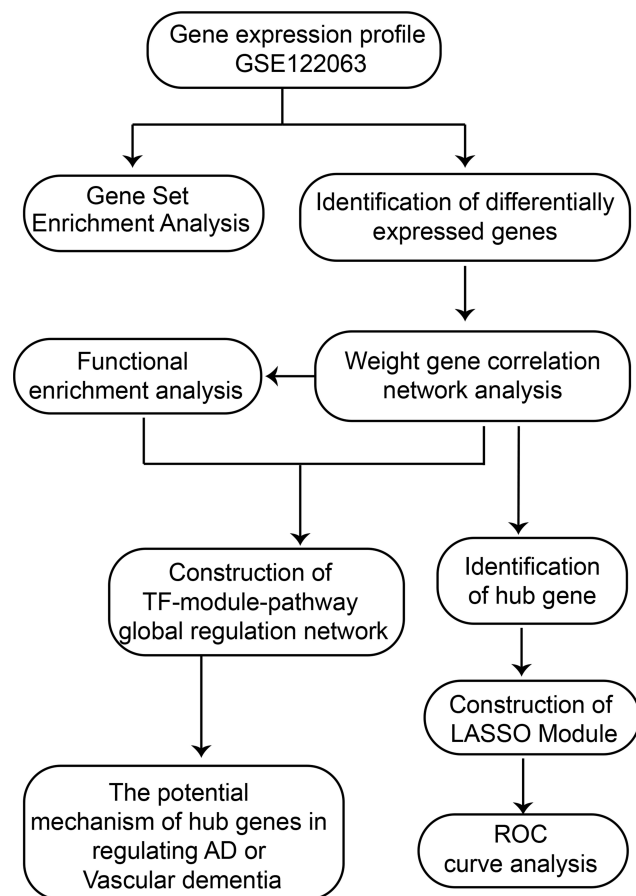 Gene expression profile
GSE122063
Gene Set
Enrichment Analysis
Identification of differentially
expressed genes
Functional
enrichment analysis
Weight gene correlation
network analysis
Construction of
TF-module-pathway
global regulation network
Identification
of hub gene
Construction of
LASSO Module
The potential
mechanism of hub genes in
regulating AD or
Vascular dementia
ROC
curve analysis